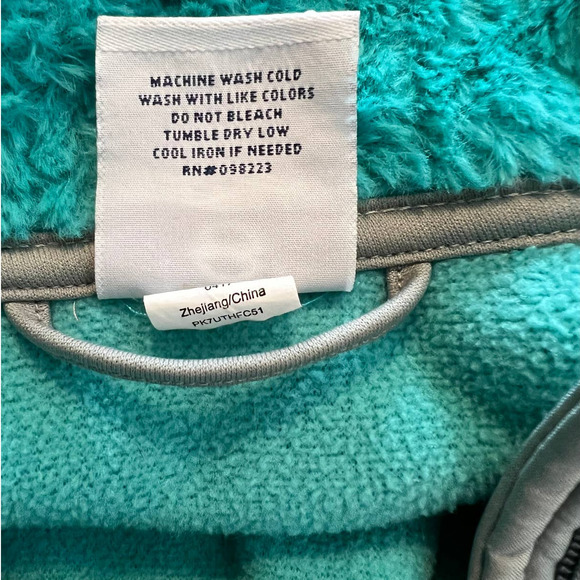 MACHINE WASH COLD
WASH WITH LIKE COLORS
DO NOT BLEACH
TUMBLE DRY LOW
COOL IRON IF NEEDED
RN#098223
Zhejiang/China
PK7UTHFC51